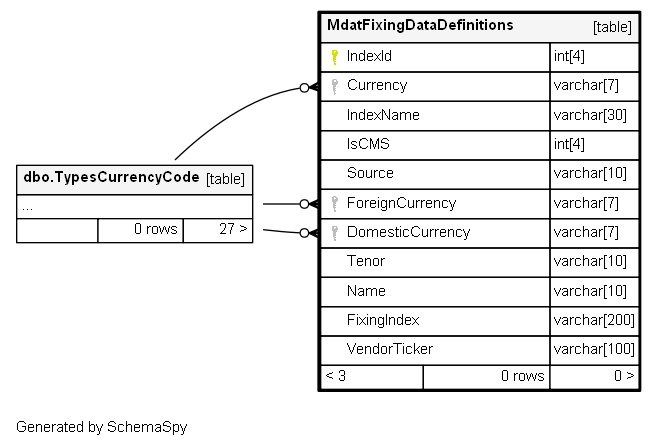 MdatFixingDataDefinitions [table]
IndexId int[4]
Currency varchar[7]
IndexName varchar[30]
IsCMS int[4]
Source varchar[10]
ForeignCurrency varchar[7]
DomesticCurrency varchar[7]
Tenor varchar[10]
Name varchar[10]
FixingIndex varchar[200]
VendorTicker varchar[100]
< 3 0 rows 0 >
dbo.TypesCurrencyCode [table]
...
0 rows 27 >
Generated by SchemaSpy